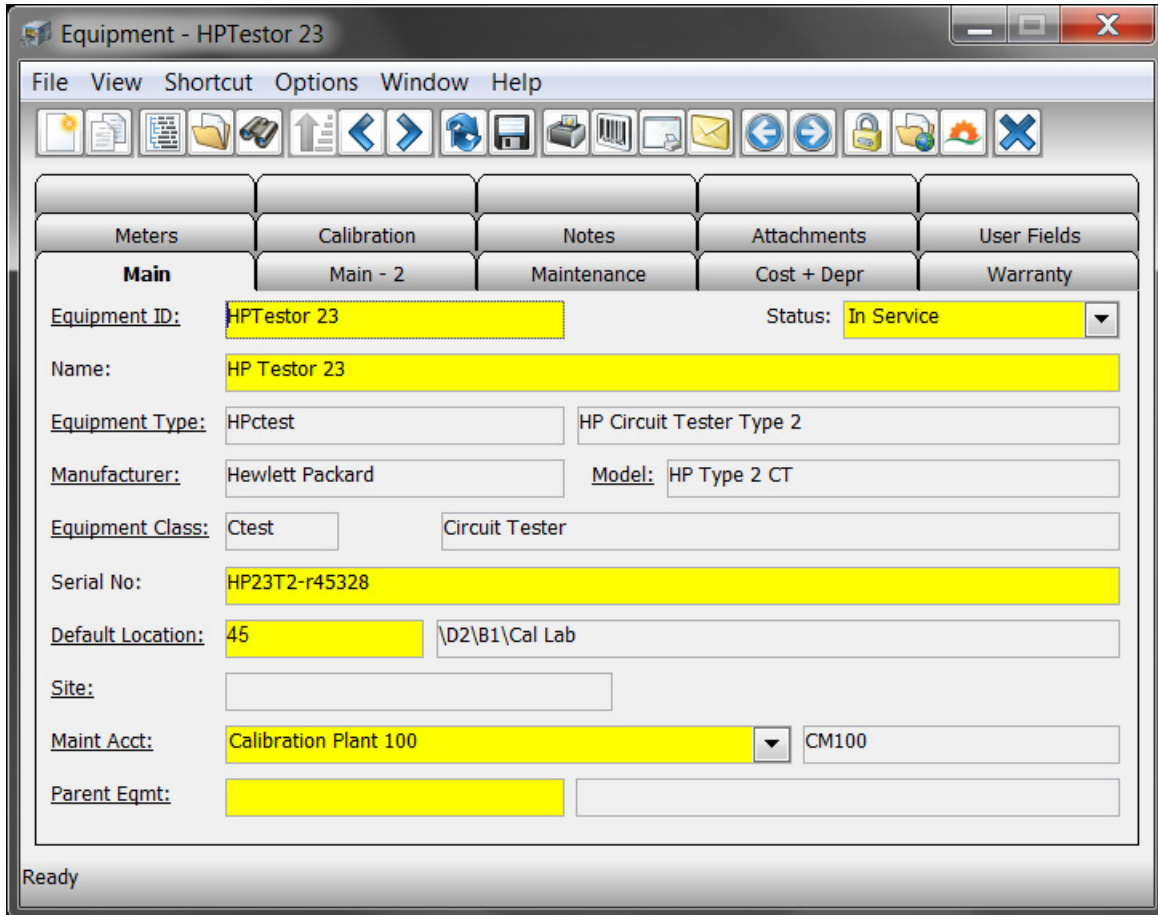 Equipment - HPTestor 23
File View Shortcut Options Window Help
Meters Calibration Notes Attachments User Fields
Main Main - 2 Maintenance Cost + Depr Warranty
Equipment ID: HPTestor 23 Status: In Service
Name: HP Testor 23
Equipment Type: HPctest HP Circuit Tester Type 2
Manufacturer: Hewlett Packard Model: HP Type 2 CT
Equipment Class: Ctest Circuit Tester
Serial No: HP23T2-r45328
Default Location: 45 \D2\B1\Cal Lab
Site:
Maint Acct: Calibration Plant 100 CM100
Parent Eqmt:
Ready